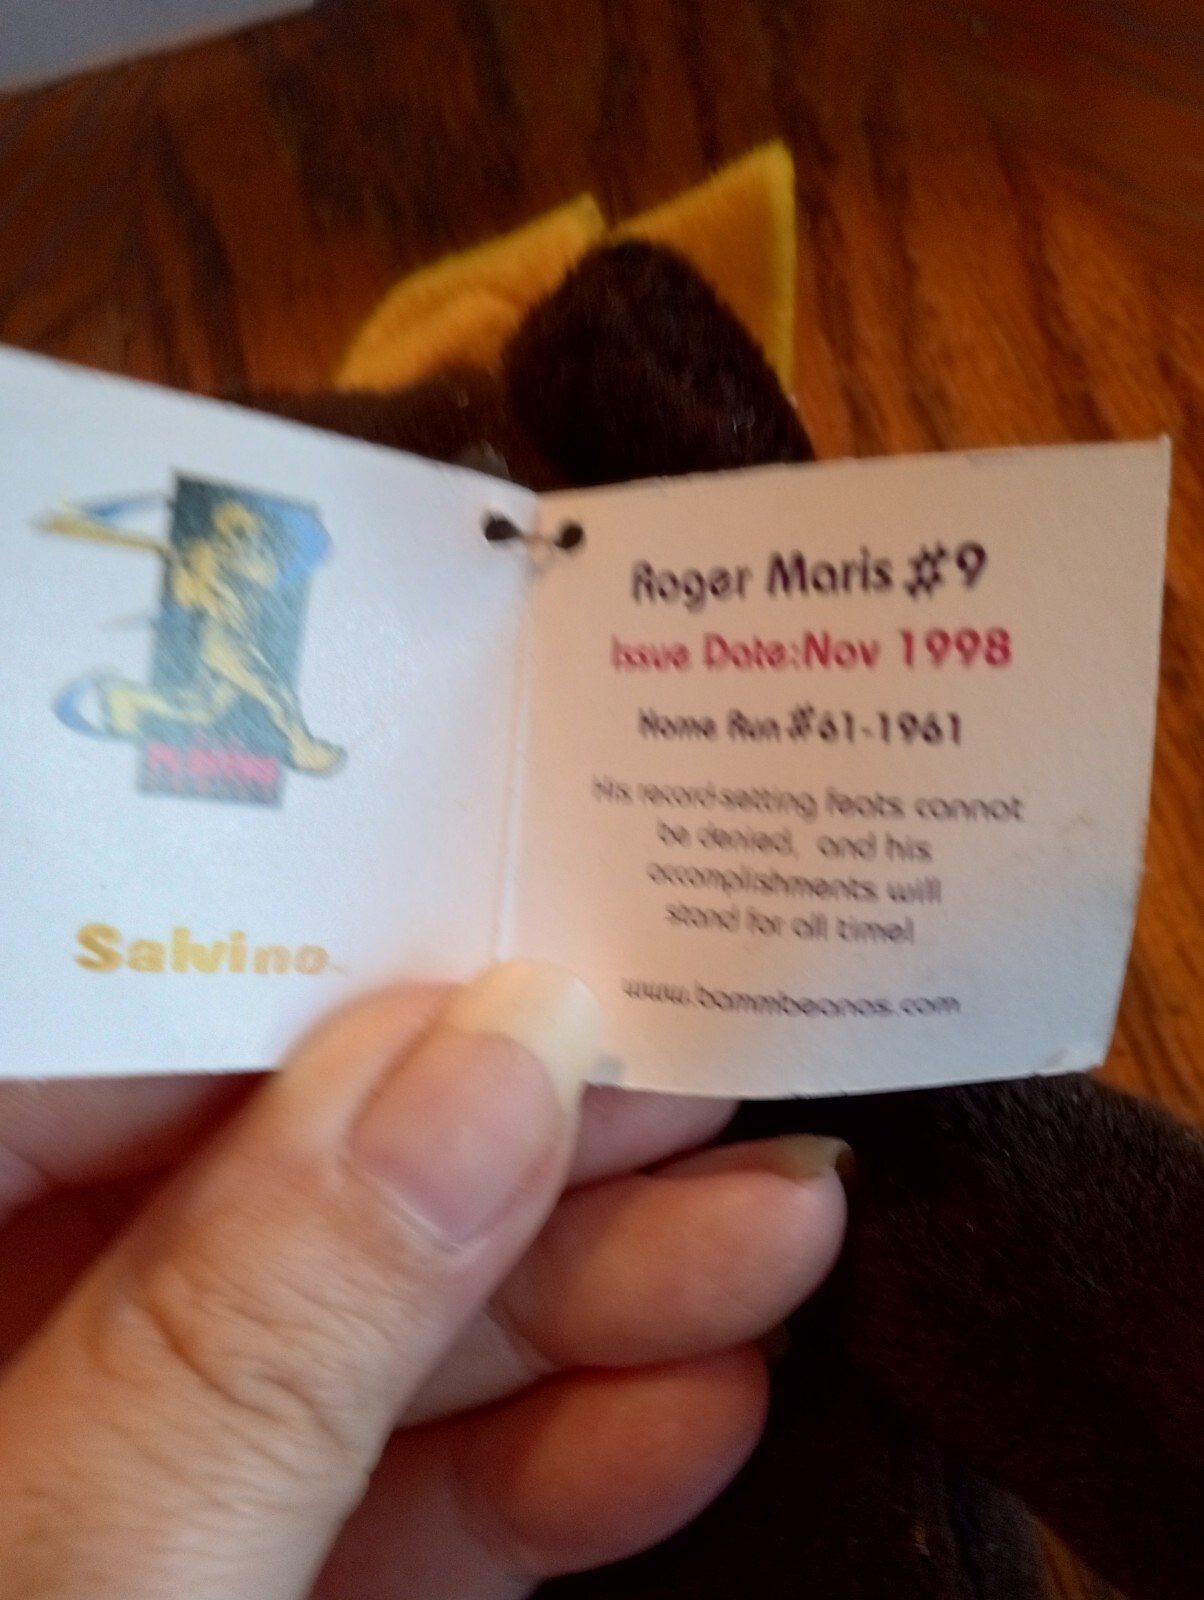 PLAYERS
Salvino
Roger Maris #9
Issue Date:Nov 1998
Home Run #61-1961
His record-setting feats cannot
be denied, and his
accomplishments will
stand for all time!
www.bammbeanos.com